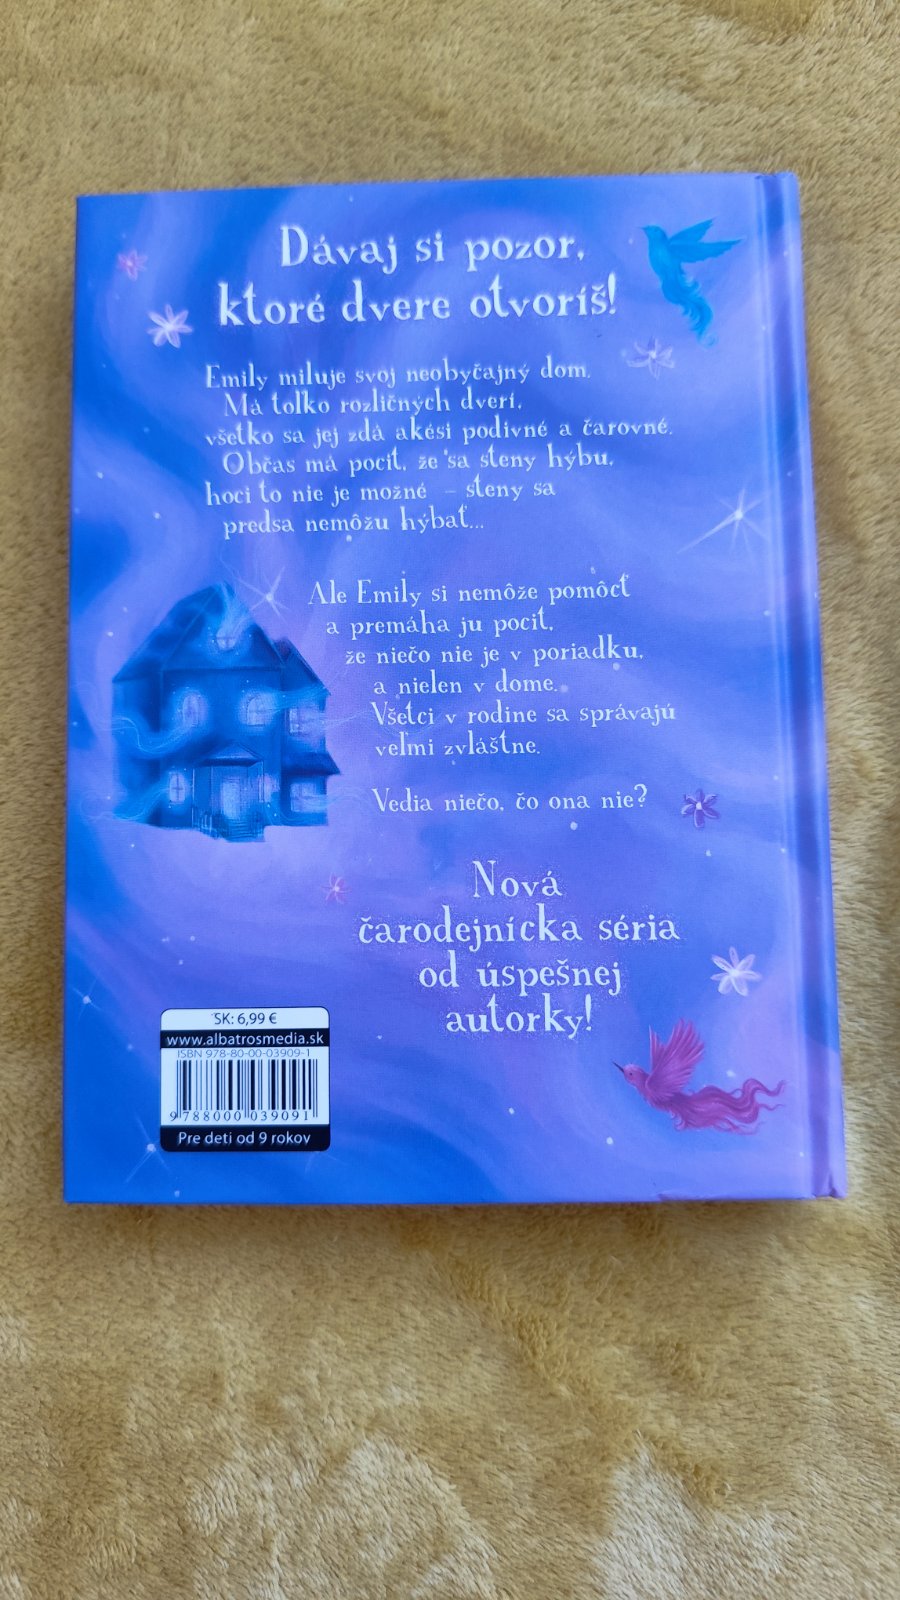 Dávaj si pozor,
ktoré dvere otvoríš!
Emily miluje svoj neobyčajný dom.
Má toľko rozličných dverí,
všetko sa jej zdá akési podivné a čarovné.
Občas má pocit, že sa steny hýbu,
hoci to nie je možné – steny sa
predsa nemôžu hýbať...
Ale Emily si nemôže pomôcť
a premáha ju pocit,
že niečo nie je v poriadku,
a nielen v dome.
Všetci v rodine sa správajú
veľmi zvláštne.
Vedia niečo, čo ona nie?
Nová
čarodejnícka séria
od úspešnej
autorky!
SK: 6,99 €
www.albatrosmedia.sk
ISBN 978-80-00-03909-1
9 788000 039091
Pre deti od 9 rokov